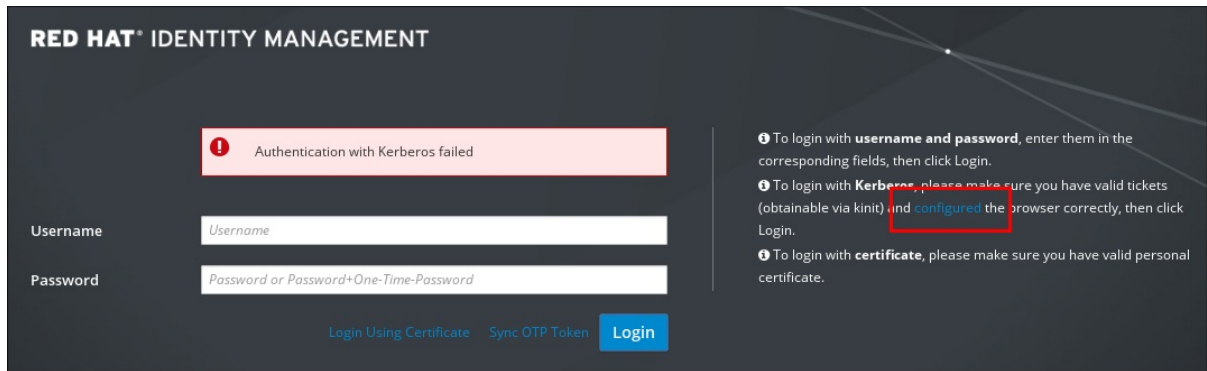 RED HAT® IDENTITY MANAGEMENT
Authentication with Kerberos failed
Username
Username
Password
Password or Password+One-Time-Password
Login Using Certificate
Sync OTP Token
Login
To login with username and password, enter them in the
corresponding fields, then click Login.
To login with Kerberos, please make sure you have valid tickets
(obtainable via kinit) and configured the browser correctly, then click
Login.
To login with certificate, please make sure you have valid personal
certificate.